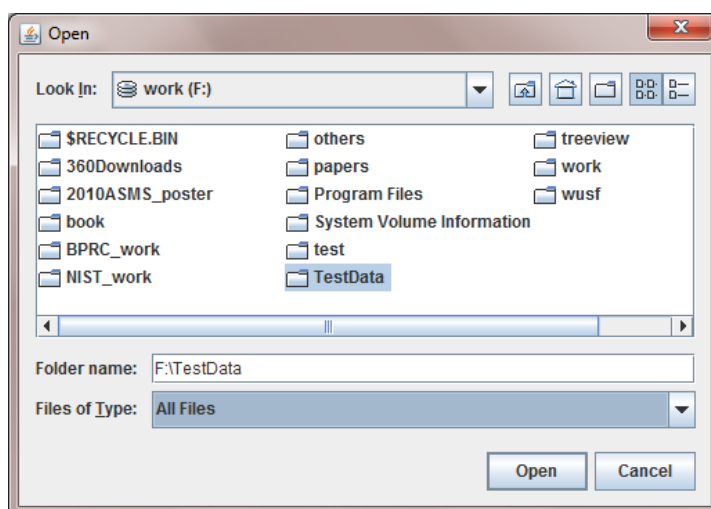 Open
Look In: work (F:)
$RECYCLE.BIN
360Downloads
2010ASMS_poster
book
BPRC_work
NIST_work
others
papers
Program Files
System Volume Information
test
TestData
treeview
work
wusf
Folder name: F:\TestData
Files of Type: All Files
Open Cancel